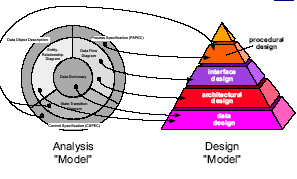 Data Object Description
Process Specification (PSPEC)
Entity-
Relationship
Diagram
Data Flow
Diagram
Data Dictionary
State-Transition
Diagram
Control Specification (CSPEC)
procedural
design
interface
design
architectural
design
data
design
Analysis
"Model"
Design
"Model"